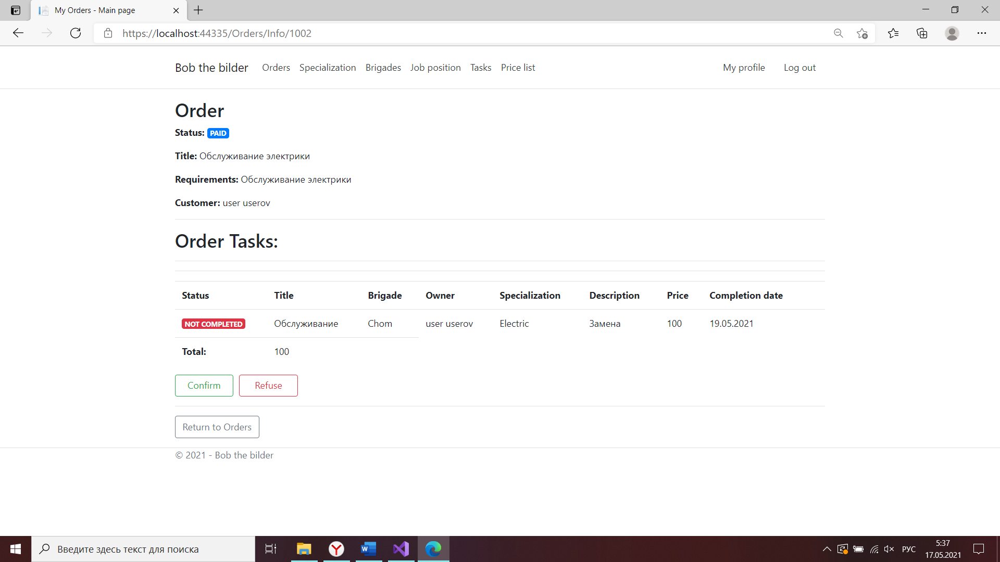 My Orders - Main page
https://localhost:44335/Orders/Info/1002
Bob the bilder Orders Specialization Brigades Job position Tasks Price list My profile Log out
Order
Status: PAID
Title: Обслуживание электрики
Requirements: Обслуживание электрики
Customer: user userov
Order Tasks:
Status Title Brigade Owner Specialization Description Price Completion date
NOT COMPLETED Обслуживание Chom user userov Electric Замена 100 19.05.2021
Total: 100
Confirm Refuse
Return to Orders
© 2021 - Bob the bilder
Введите здесь текст для поиска
РУС
5:37
17.05.2021